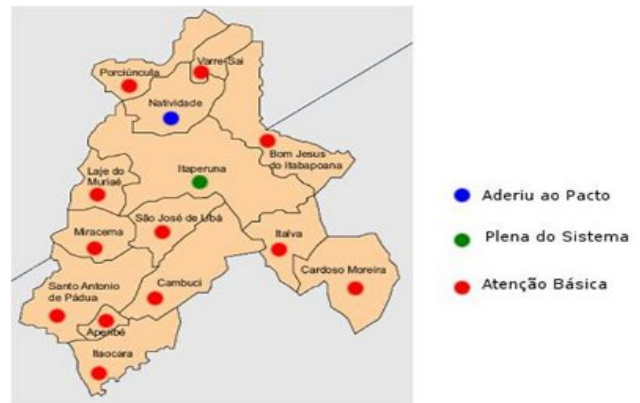 Varre-Sai
Porciúncula
Natividade
Bom Jesus
do Itabapoana
Laje do
Muriaé
Itaperuna
São José de Ubá
Miracema
Italva
Cardoso Moreira
Santo Antonio
de Pádua
Cambuci
Aperibé
Itaocara
Aderiu ao Pacto
Plena do Sistema
Atenção Básica